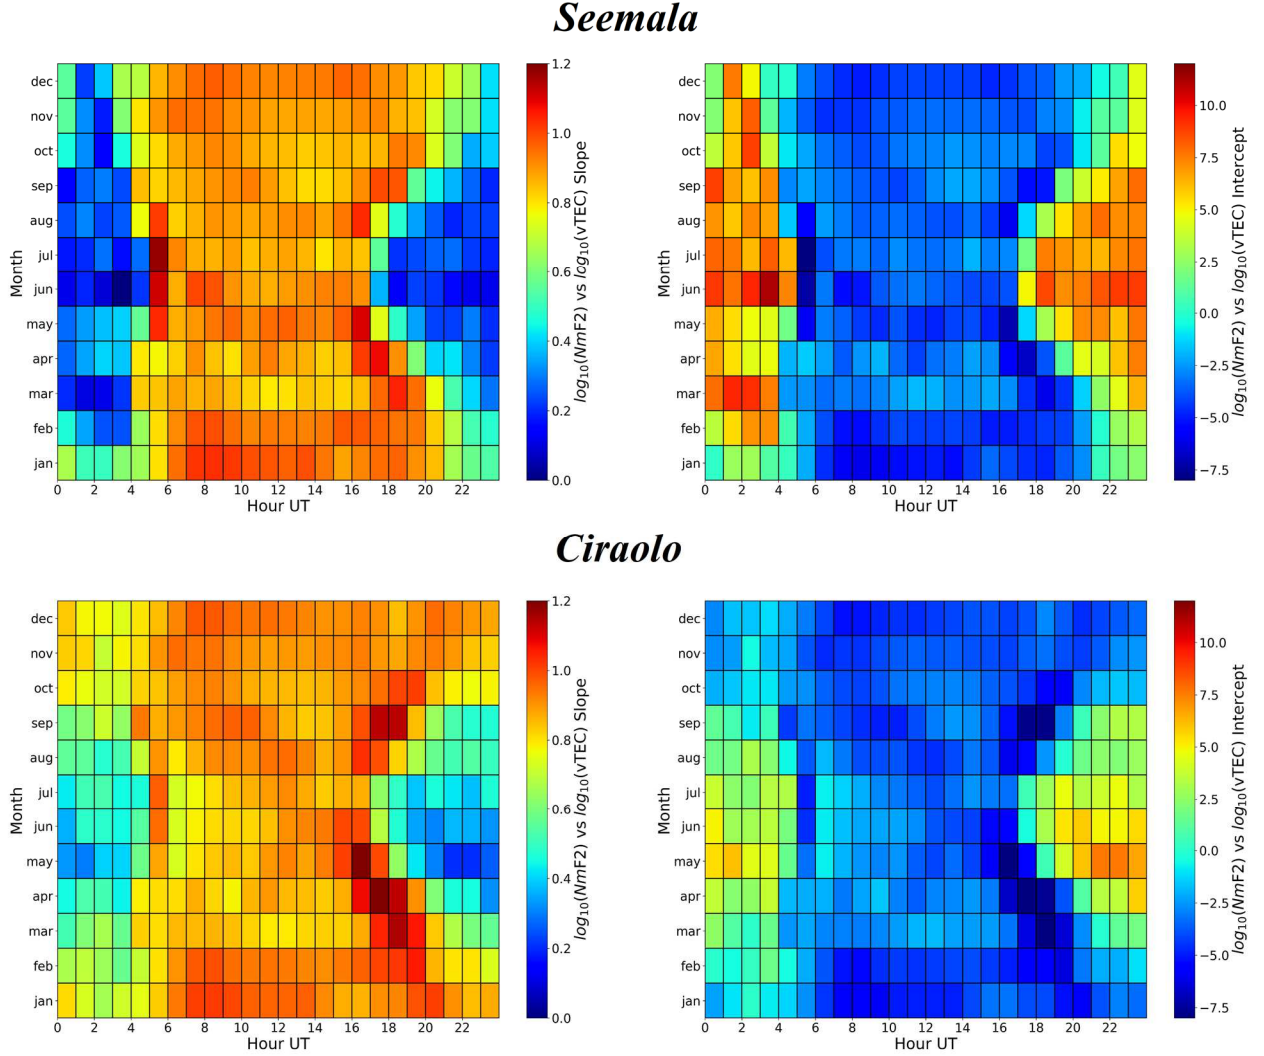 Seemala
dec
nov
oct
sep
aug
jul
jun
may
apr
mar
feb
jan
Month
0 2 4 6 8 10 12 14 16 18 20 22
Hour UT
1.2
1.0
0.8
0.6
0.4
0.2
0.0
log10(NmF2) vs log10(vTEC) Slope
dec
nov
oct
sep
aug
jul
jun
may
apr
mar
feb
jan
Month
0 2 4 6 8 10 12 14 16 18 20 22
Hour UT
10.0
7.5
5.0
2.5
0.0
−2.5
−5.0
−7.5
log10(NmF2) vs log10(vTEC) Intercept
Ciraolo
dec
nov
oct
sep
aug
jul
jun
may
apr
mar
feb
jan
Month
0 2 4 6 8 10 12 14 16 18 20 22
Hour UT
1.2
1.0
0.8
0.6
0.4
0.2
0.0
log10(NmF2) vs log10(vTEC) Slope
dec
nov
oct
sep
aug
jul
jun
may
apr
mar
feb
jan
Month
0 2 4 6 8 10 12 14 16 18 20 22
Hour UT
10.0
7.5
5.0
2.5
0.0
−2.5
−5.0
−7.5
log10(NmF2) vs log10(vTEC) Intercept